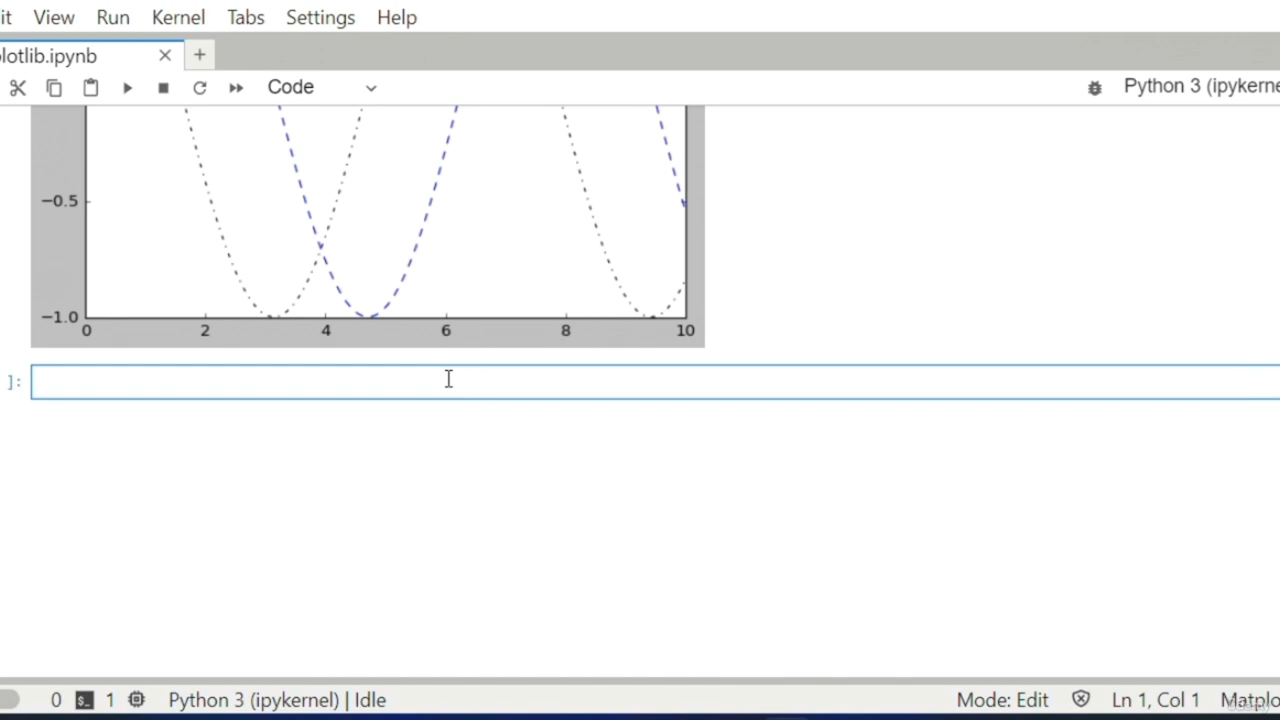 it View Run Kernel Tabs Settings Help
lotlib.ipynb
Code
Python 3 (ipykerne
−0.5
−1.0
0 2 4 6 8 10
]:
0 1 Python 3 (ipykernel) | Idle
Mode: Edit Ln 1, Col 1 Matplo